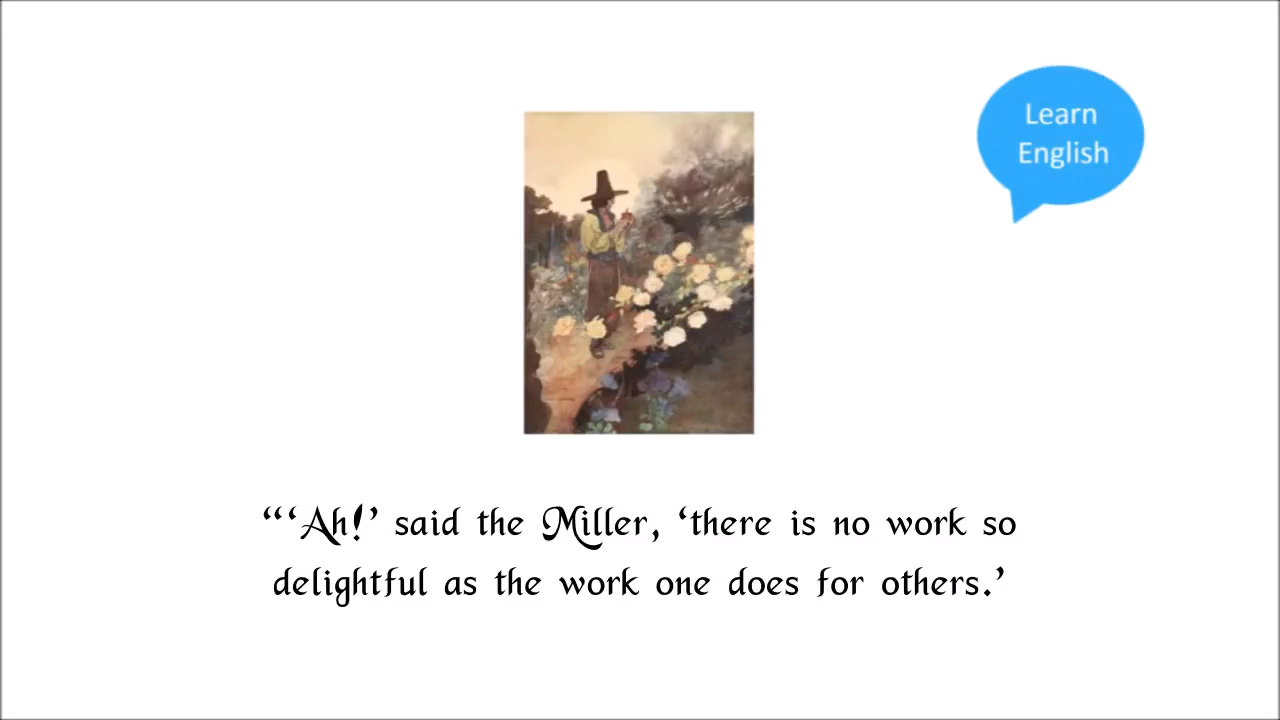 Learn
English
“‘Ah!’ said the Miller, ‘there is no work so
delightful as the work one does for others.’